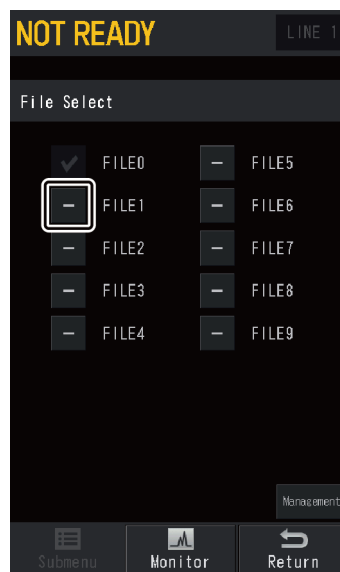 NOT READY
LINE 1
File Select
FILE0
FILE5
FILE1
FILE6
FILE2
FILE7
FILE3
FILE8
FILE4
FILE9
Management
Submenu
Monitor
Return